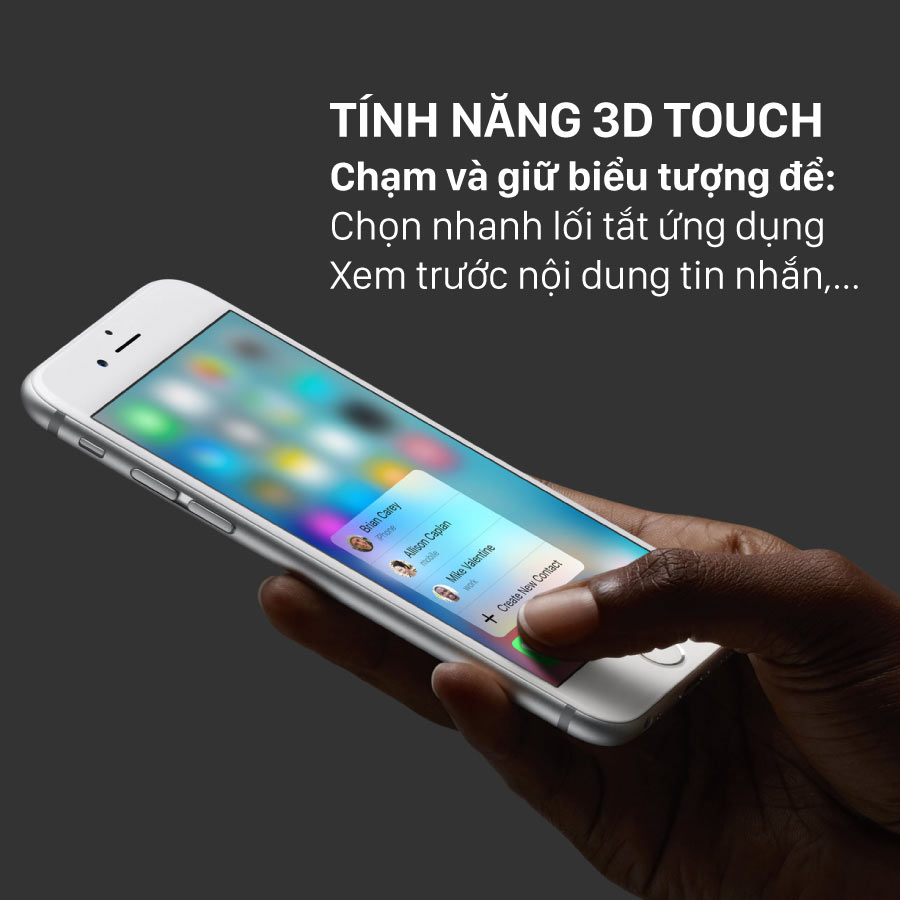 TÍNH NĂNG 3D TOUCH
Chạm và giữ biểu tượng để:
Chọn nhanh lối tắt ứng dụng
Xem trước nội dung tin nhắn,...
Brian Carey
iPhone
Allison Caplan
mobile
Mike Valentine
work
+ Create New Contact